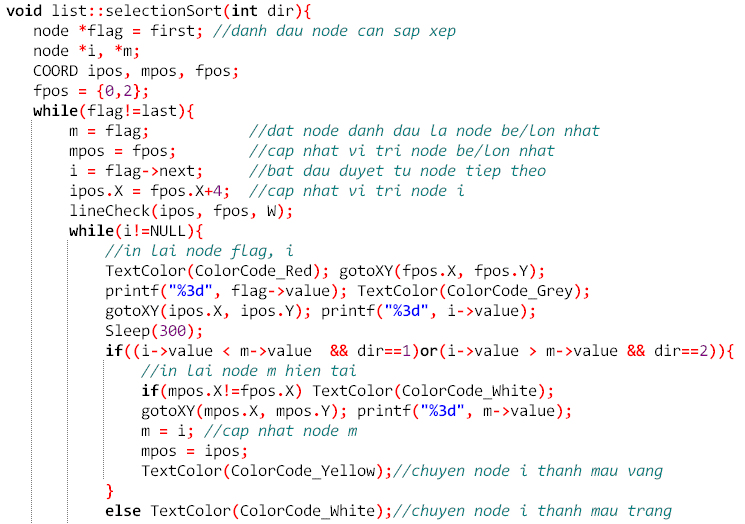 void list::selectionSort(int dir){
node *flag = first; //danh dau node can sap xep
node *i, *m;
COORD ipos, mpos, fpos;
fpos = {0,2};
while(flag!=last){
m = flag; //dat node danh dau la node be/lon nhat
mpos = fpos; //cap nhat vi tri node be/lon nhat
i = flag->next; //bat dau duyet tu node tiep theo
ipos.X = fpos.X+4; //cap nhat vi tri node i
lineCheck(ipos, fpos, W);
while(i!=NULL){
//in lai node flag, i
TextColor(ColorCode_Red); gotoXY(fpos.X, fpos.Y);
printf("%3d", flag->value); TextColor(ColorCode_Grey);
gotoXY(ipos.X, ipos.Y); printf("%3d", i->value);
Sleep(300);
if((i->value < m->value  && dir==1)or(i->value > m->value && dir==2)){
//in lai node m hien tai
if(mpos.X!=fpos.X) TextColor(ColorCode_White);
gotoXY(mpos.X, mpos.Y); printf("%3d", m->value);
m = i; //cap nhat node m
mpos = ipos;
TextColor(ColorCode_Yellow);//chuyen node i thanh mau vang
}
else TextColor(ColorCode_White);//chuyen node i thanh mau trang